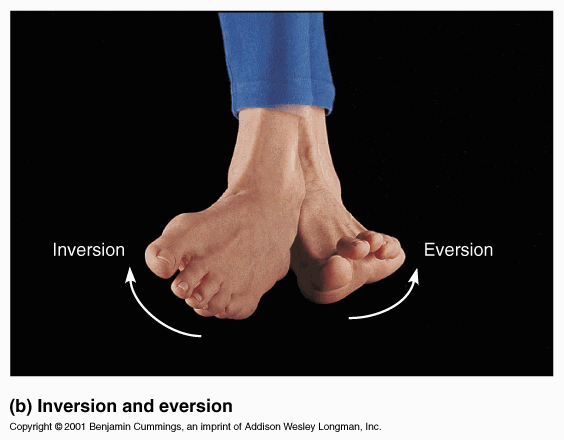 Inversion
Eversion
(b) Inversion and eversion
Copyright © 2001 Benjamin Cummings, an imprint of Addison Wesley Longman, Inc.